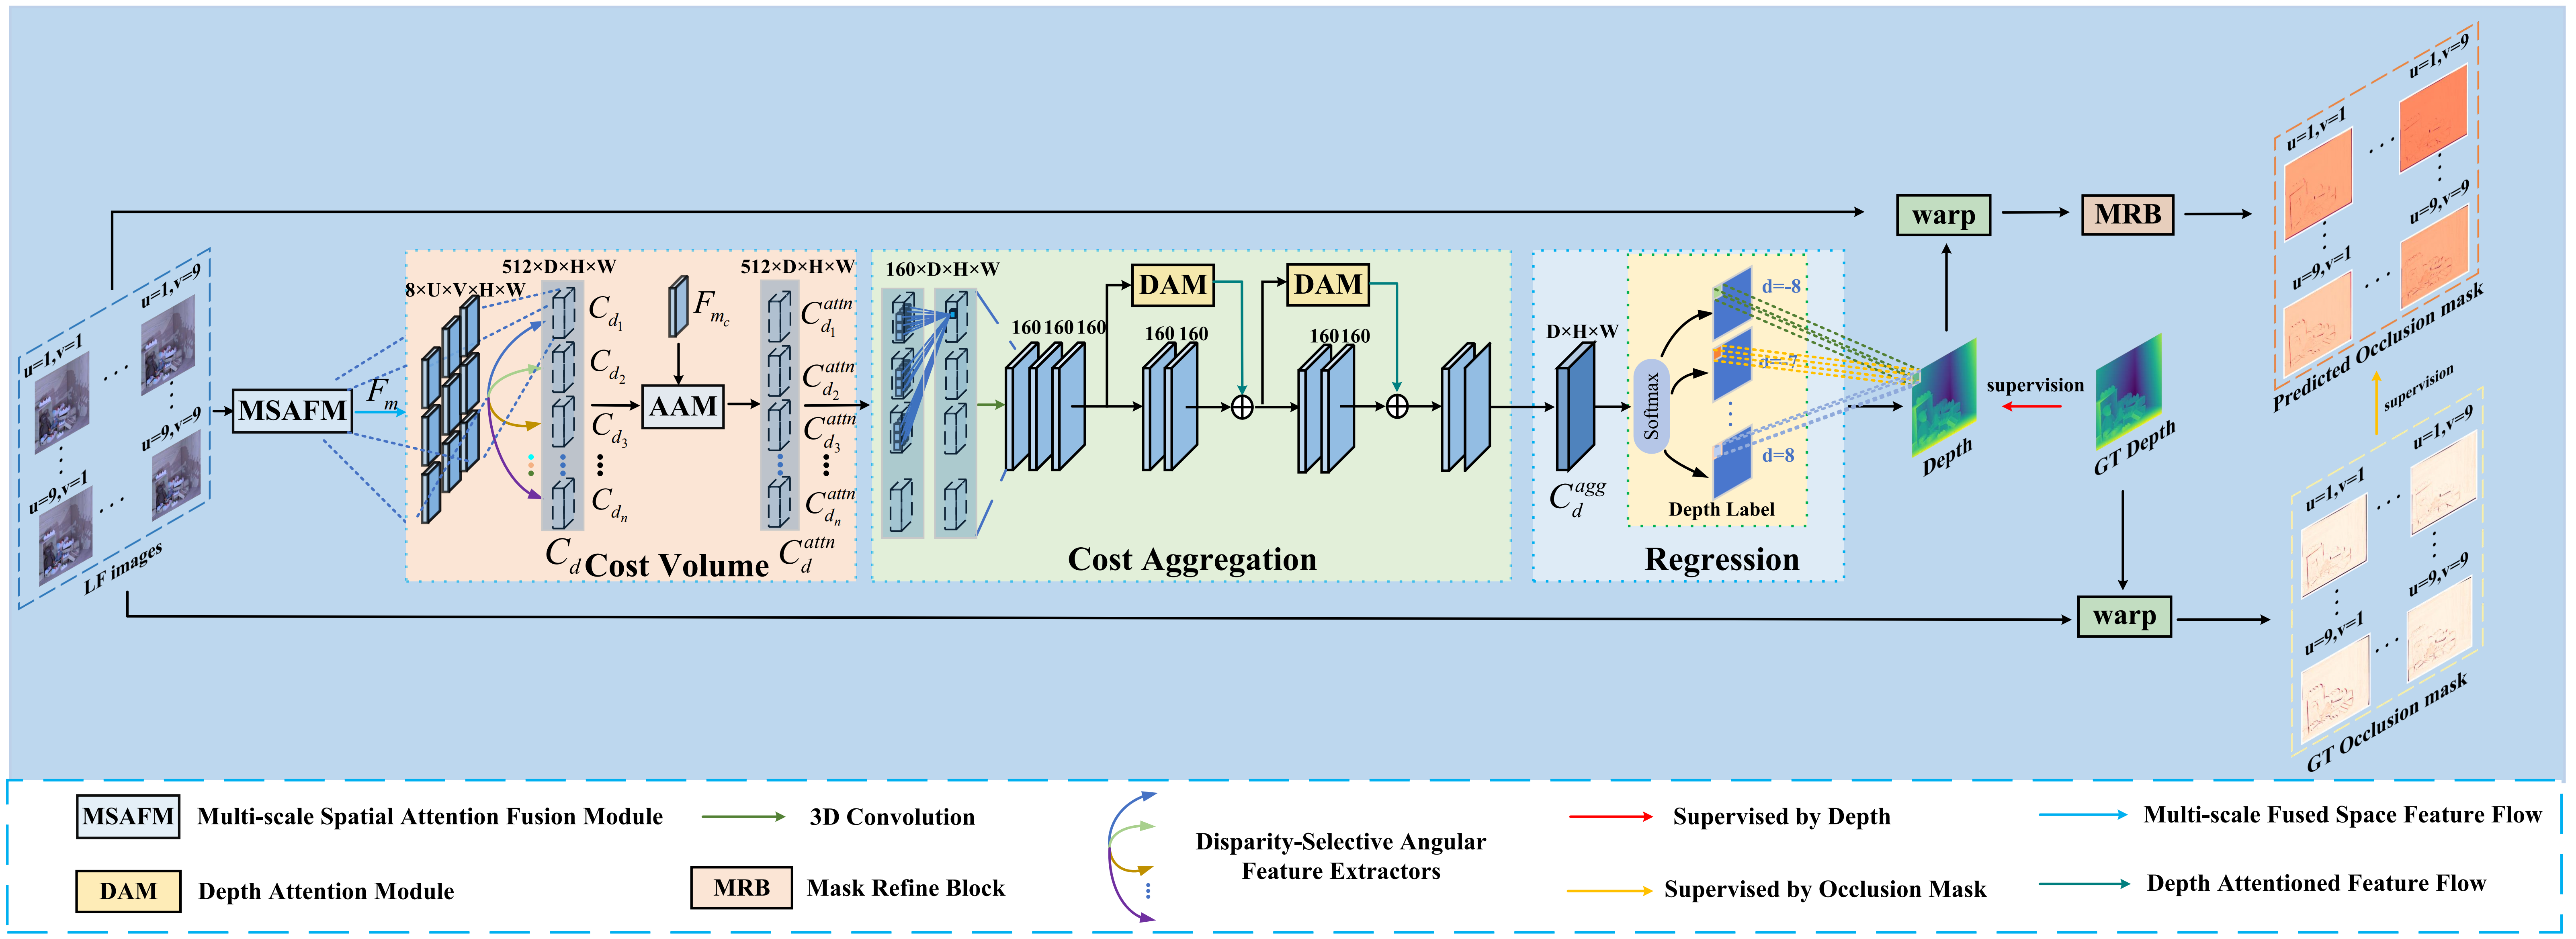 u=1,v=1
u=1,v=9
u=9,v=1
u=9,v=9
LF images
MSAFM
F_m
8×U×V×H×W
512×D×H×W
C_{d_1}
C_{d_2}
C_{d_3}
C_{d_n}
C_d
Cost Volume
F_{m_c}
AAM
512×D×H×W
C_{d_1}^{attn}
C_{d_2}^{attn}
C_{d_3}^{attn}
C_{d_n}^{attn}
C_d^{attn}
160×D×H×W
160 160 160
DAM
160 160
DAM
160 160
Cost Aggregation
D×H×W
C_d^{agg}
Softmax
d=-8
d=-7
d=8
Depth Label
Regression
Depth
supervision
GT Depth
warp
MRB
u=1,v=1
u=1,v=9
u=9,v=1
u=9,v=9
Predicted Occlusion mask
supervision
warp
u=1,v=1
u=1,v=9
u=9,v=1
u=9,v=9
GT Occlusion mask
MSAFM
Multi-scale Spatial Attention Fusion Module
3D Convolution
Disparity-Selective Angular
Feature Extractors
Supervised by Depth
Multi-scale Fused Space Feature Flow
DAM
Depth Attention Module
MRB
Mask Refine Block
Supervised by Occlusion Mask
Depth Attentioned Feature Flow